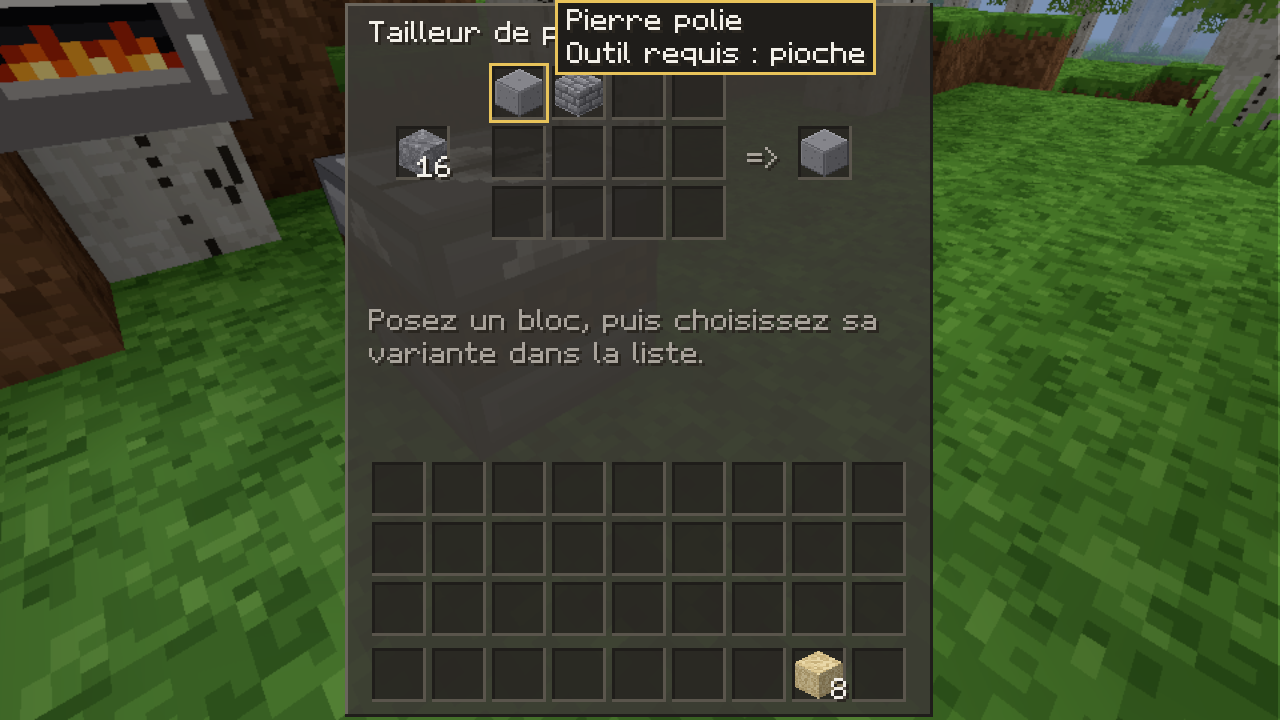 Tailleur de p
Pierre polie
Outil requis : pioche
16
=>
Posez un bloc, puis choisissez sa
variante dans la liste.
8